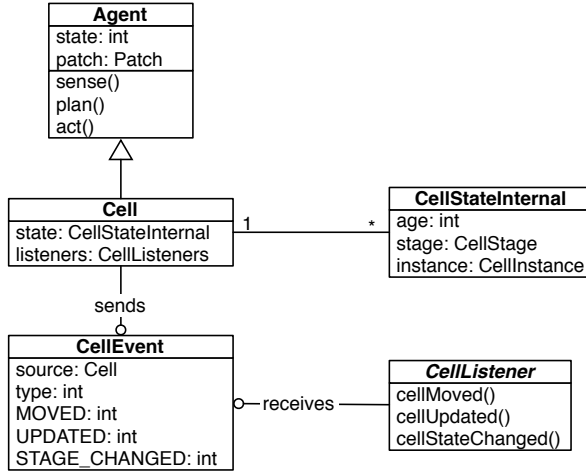 Agent
state: int
patch: Patch
sense()
plan()
act()
Cell
state: CellStateInternal
listeners: CellListeners
1
*
CellStateInternal
age: int
stage: CellStage
instance: CellInstance
sends
CellEvent
source: Cell
type: int
MOVED: int
UPDATED: int
STAGE_CHANGED: int
receives
CellListener
cellMoved()
cellUpdated()
cellStateChanged()